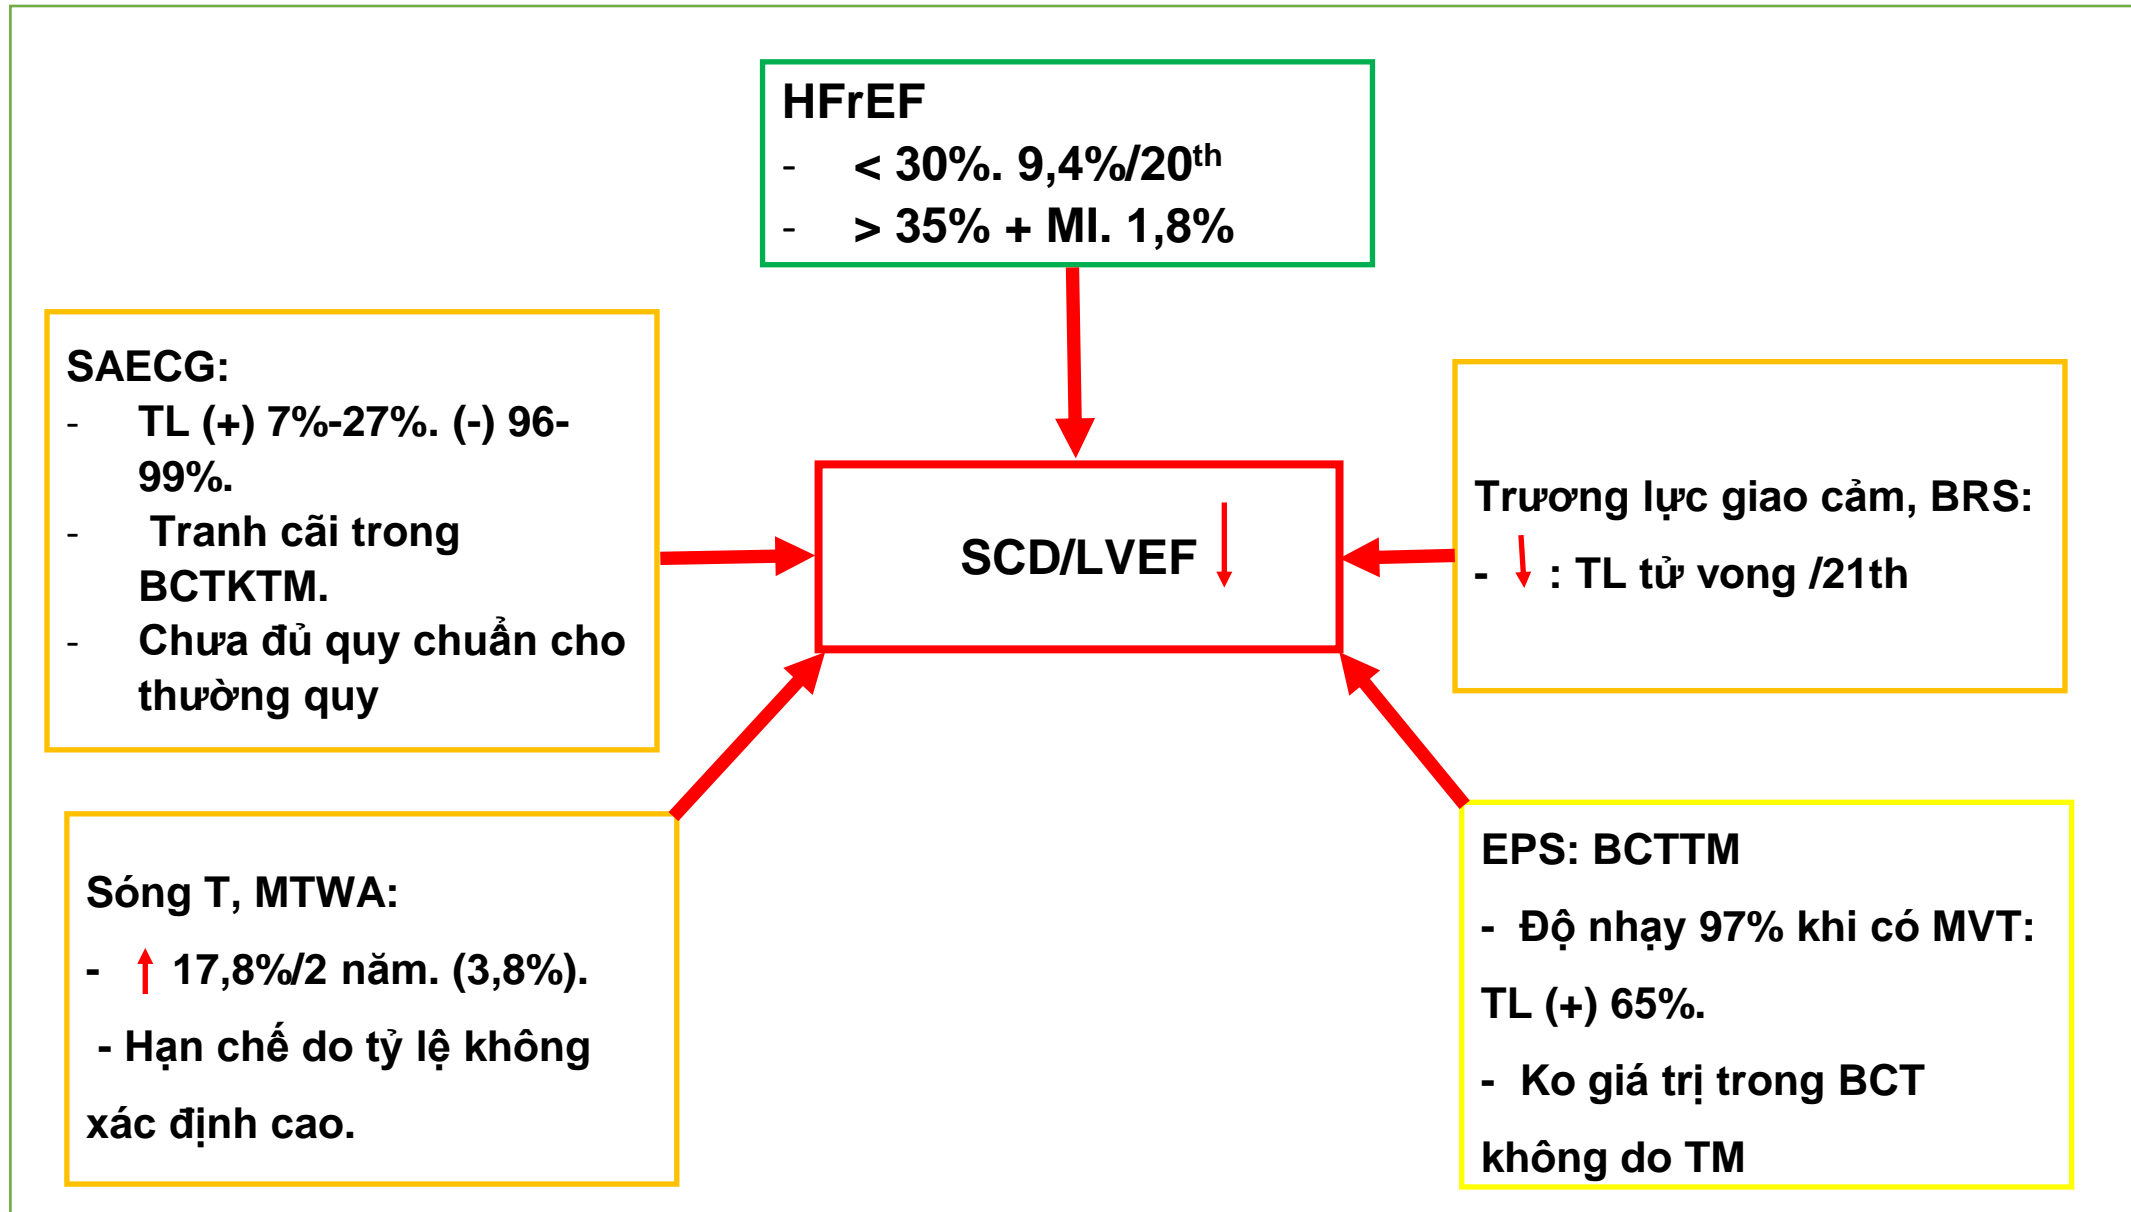 HFrEF
- < 30%. 9,4%/20th
- > 35% + MI. 1,8%
SAECG:
- TL (+) 7%-27%. (-) 96-
99%.
- Tranh cãi trong
BCTKTM.
- Chưa đủ quy chuẩn cho
thường quy
SCD/LVEF ↓
Trương lực giao cảm, BRS:
- ↓ : TL tử vong /21th
Sóng T, MTWA:
- ↑ 17,8%/2 năm. (3,8%).
- Hạn chế do tỷ lệ không
xác định cao.
EPS: BCTTM
- Độ nhạy 97% khi có MVT:
TL (+) 65%.
- Ko giá trị trong BCT
không do TM